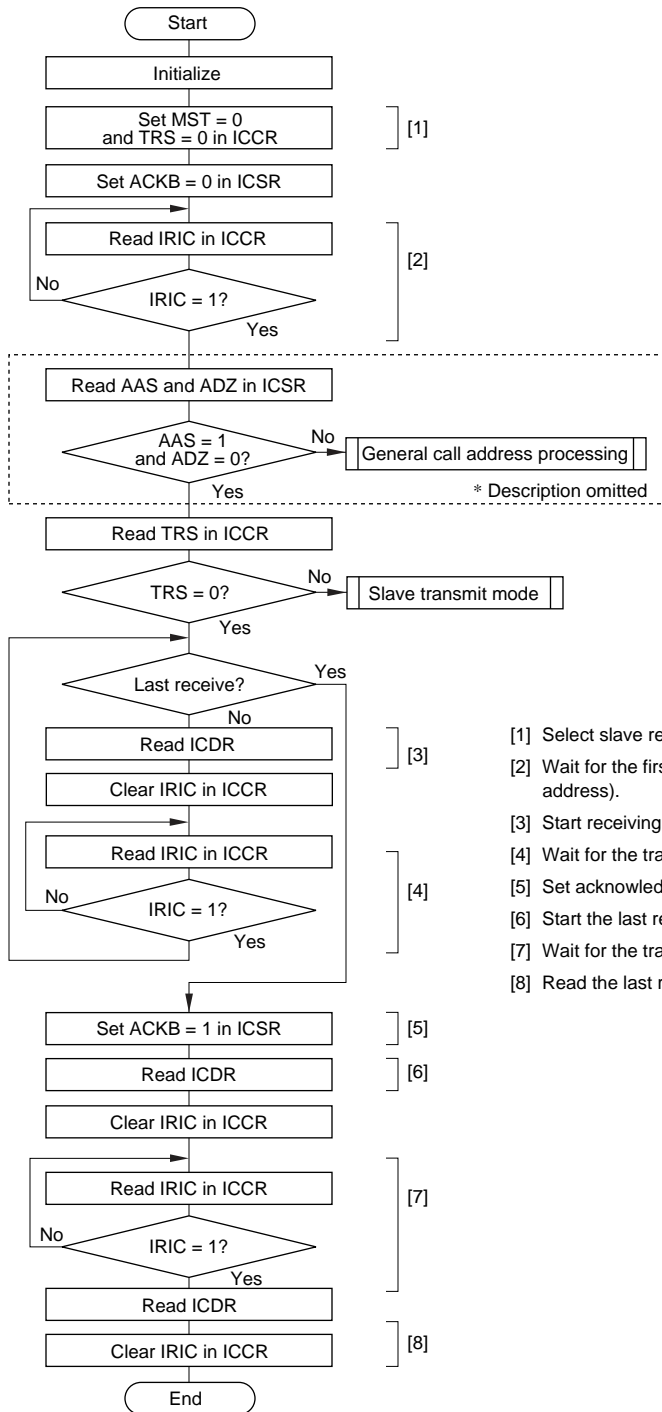 Start
Initialize
Set MST = 0
and TRS = 0 in ICCR
[1]
Set ACKB = 0 in ICSR
Read IRIC in ICCR
[2]
No
IRIC = 1?
Yes
Read AAS and ADZ in ICSR
AAS = 1
and ADZ = 0?
No
General call address processing
Yes
* Description omitted
Read TRS in ICCR
TRS = 0?
No
Slave transmit mode
Yes
Last receive?
Yes
No
Read ICDR
[3]
Clear IRIC in ICCR
Read IRIC in ICCR
[4]
No
IRIC = 1?
Yes
[1] Select slave re
[2] Wait for the firs
address).
[3] Start receiving
[4] Wait for the tra
[5] Set acknowled
[6] Start the last re
[7] Wait for the tra
[8] Read the last r
Set ACKB = 1 in ICSR
[5]
Read ICDR
[6]
Clear IRIC in ICCR
Read IRIC in ICCR
[7]
No
IRIC = 1?
Yes
Read ICDR
Clear IRIC in ICCR
[8]
End